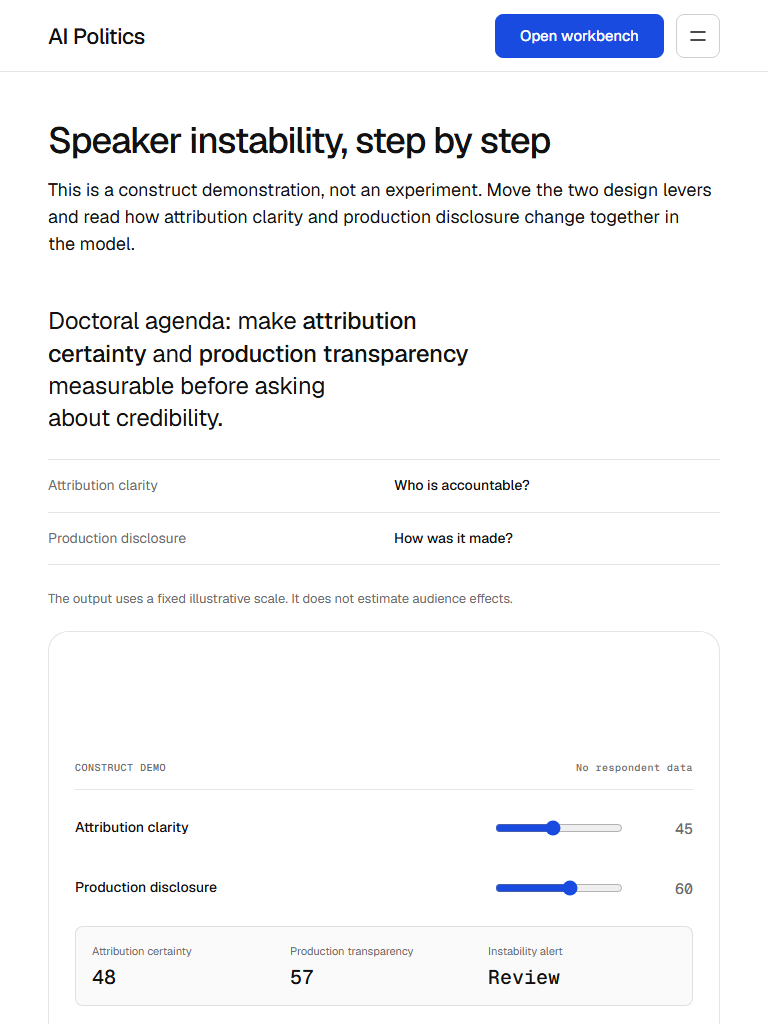 AI Politics
Open workbench
Speaker instability, step by step
This is a construct demonstration, not an experiment. Move the two design levers
and read how attribution clarity and production disclosure change together in
the model.
Doctoral agenda: make attribution
certainty and production transparency
measurable before asking
about credibility.
Attribution clarity
Who is accountable?
Production disclosure
How was it made?
The output uses a fixed illustrative scale. It does not estimate audience effects.
CONSTRUCT DEMO
No respondent data
Attribution clarity
45
Production disclosure
60
Attribution certainty
Production transparency
Instability alert
48
57
Review